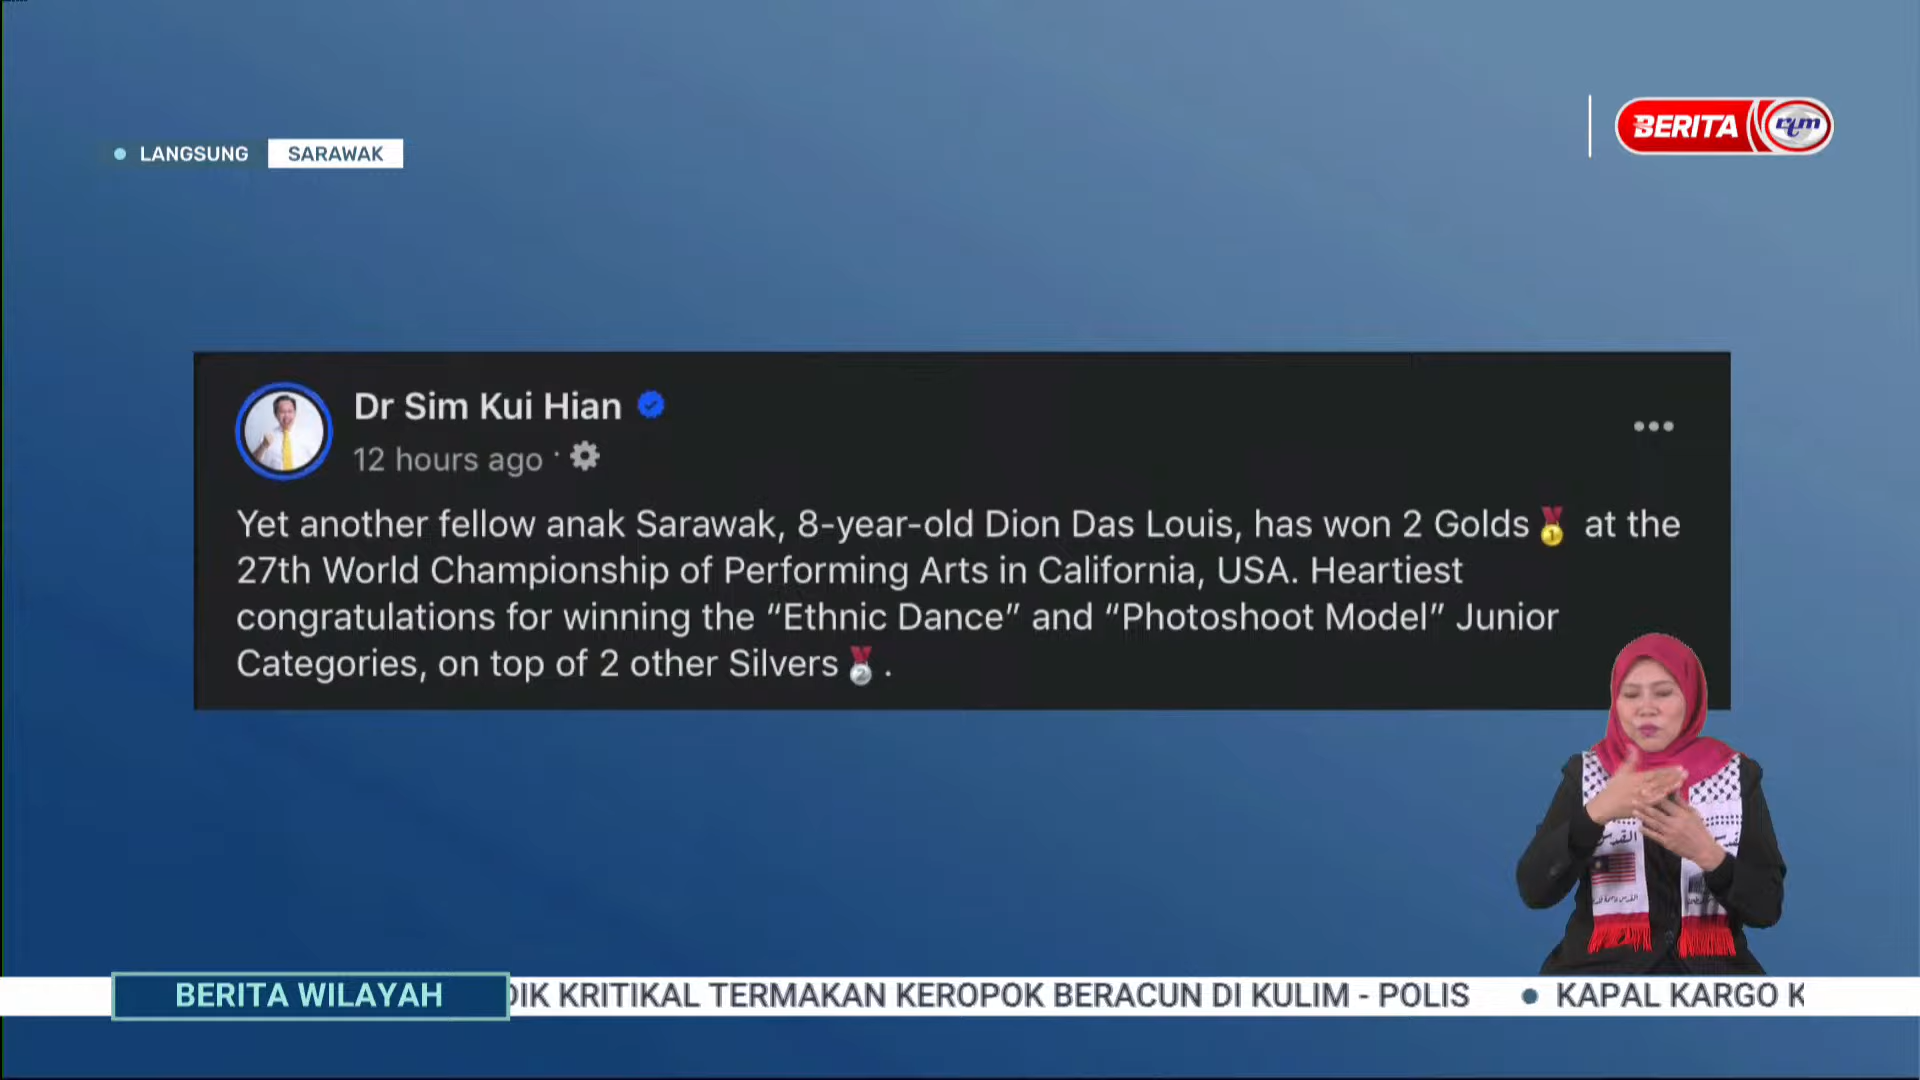 LANGSUNG SARAWAK
BERITA rtm
Dr Sim Kui Hian
12 hours ago ·
Yet another fellow anak Sarawak, 8-year-old Dion Das Louis, has won 2 Golds🏅 at the
27th World Championship of Performing Arts in California, USA. Heartiest
congratulations for winning the “Ethnic Dance” and “Photoshoot Model” Junior
Categories, on top of 2 other Silvers🥈.
القدس
BERITA WILAYAH
DIK KRITIKAL TERMAKAN KEROPOK BERACUN DI KULIM - POLIS • KAPAL KARGO K